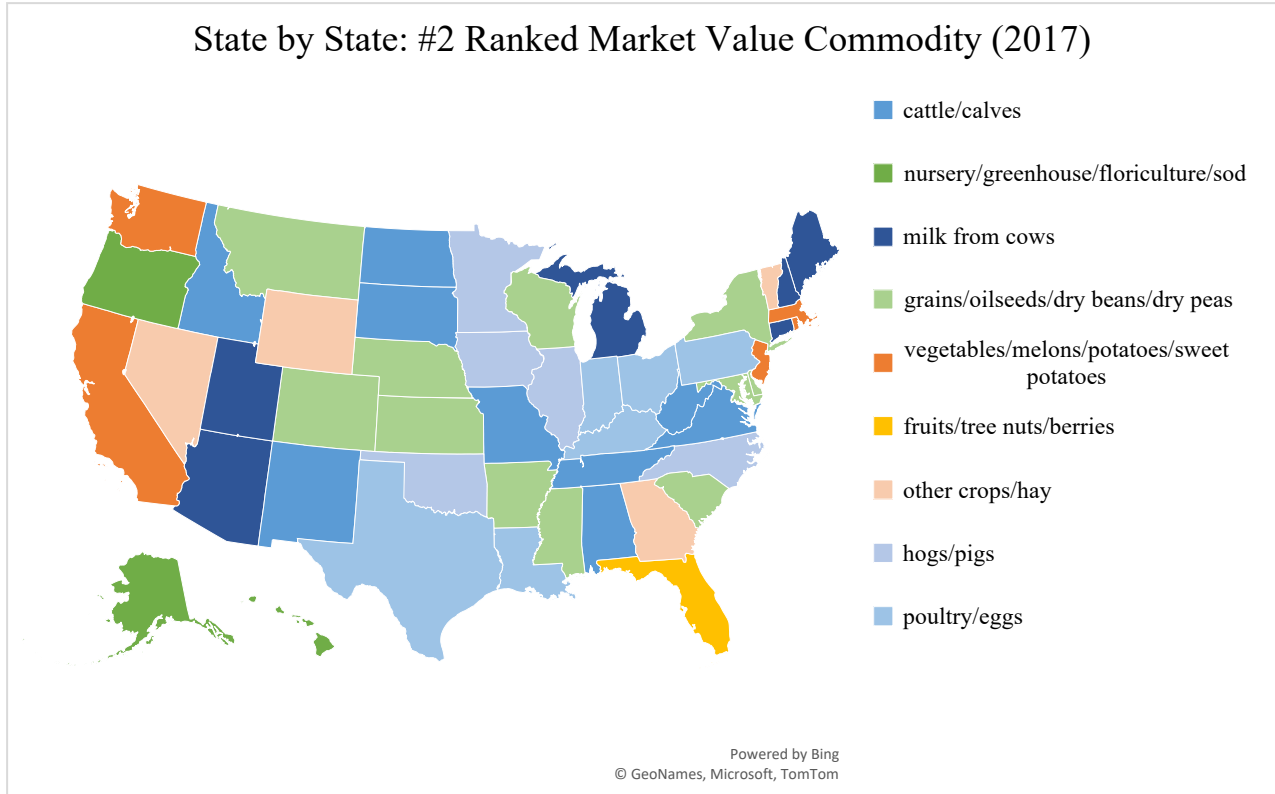 State by State: #2 Ranked Market Value Commodity (2017)
cattle/calves
nursery/greenhouse/floriculture/sod
milk from cows
grains/oilseeds/dry beans/dry peas
vegetables/melons/potatoes/sweet
potatoes
fruits/tree nuts/berries
other crops/hay
hogs/pigs
poultry/eggs
Powered by Bing
© GeoNames, Microsoft, TomTom